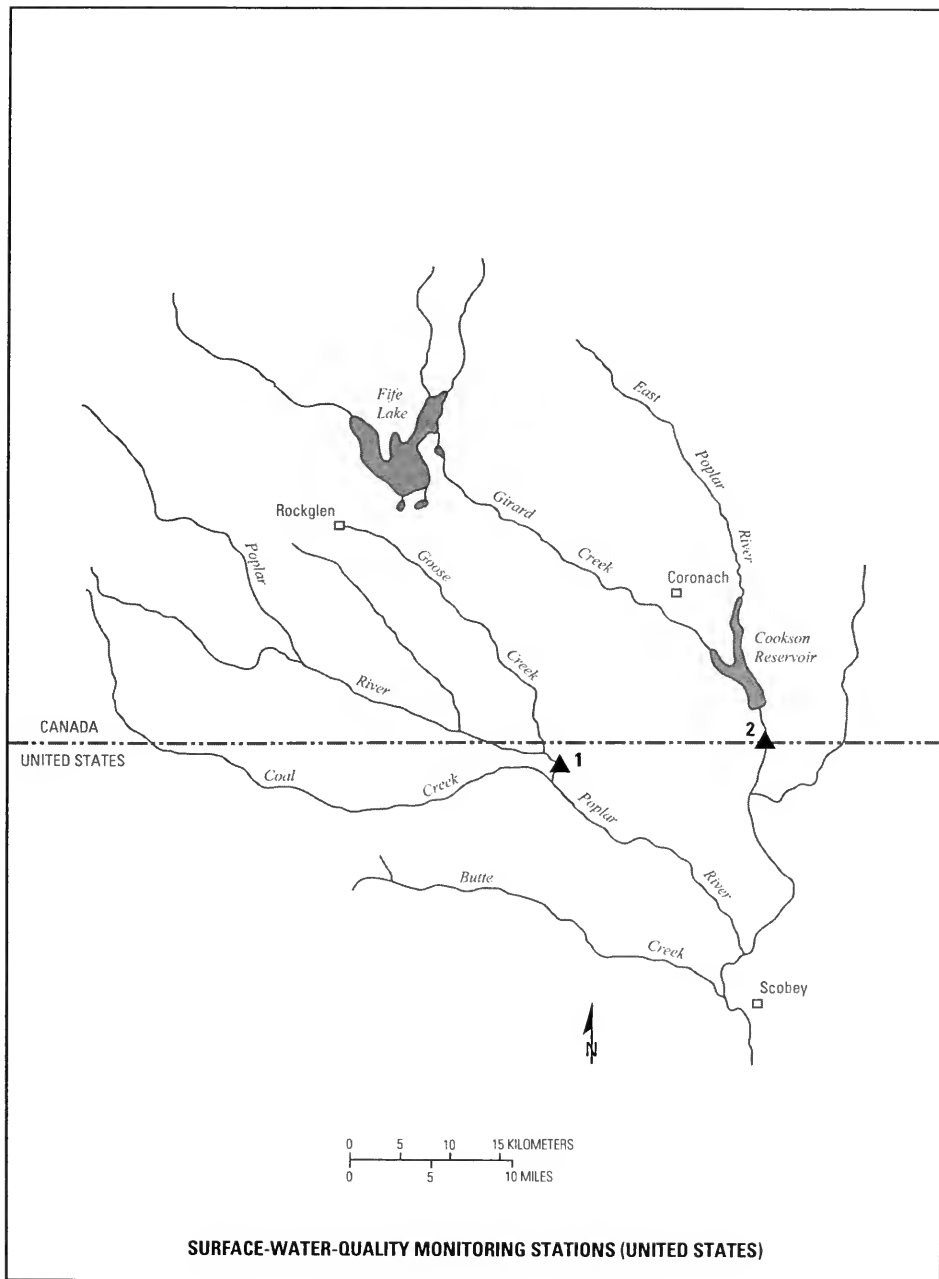 Fife
Lake
East
Poplar
River
Girard
Creek
Rockglen
Goose
Creek
Poplar
River
Coronach
Cookson
Reservoir
CANADA
UNITED STATES
2
1
Coal
Creek
Poplar
River
Butte
Creek
Scobey
N
0 5 10 15 KILOMETERS
0 5 10 MILES
SURFACE-WATER-QUALITY MONITORING STATIONS (UNITED STATES)